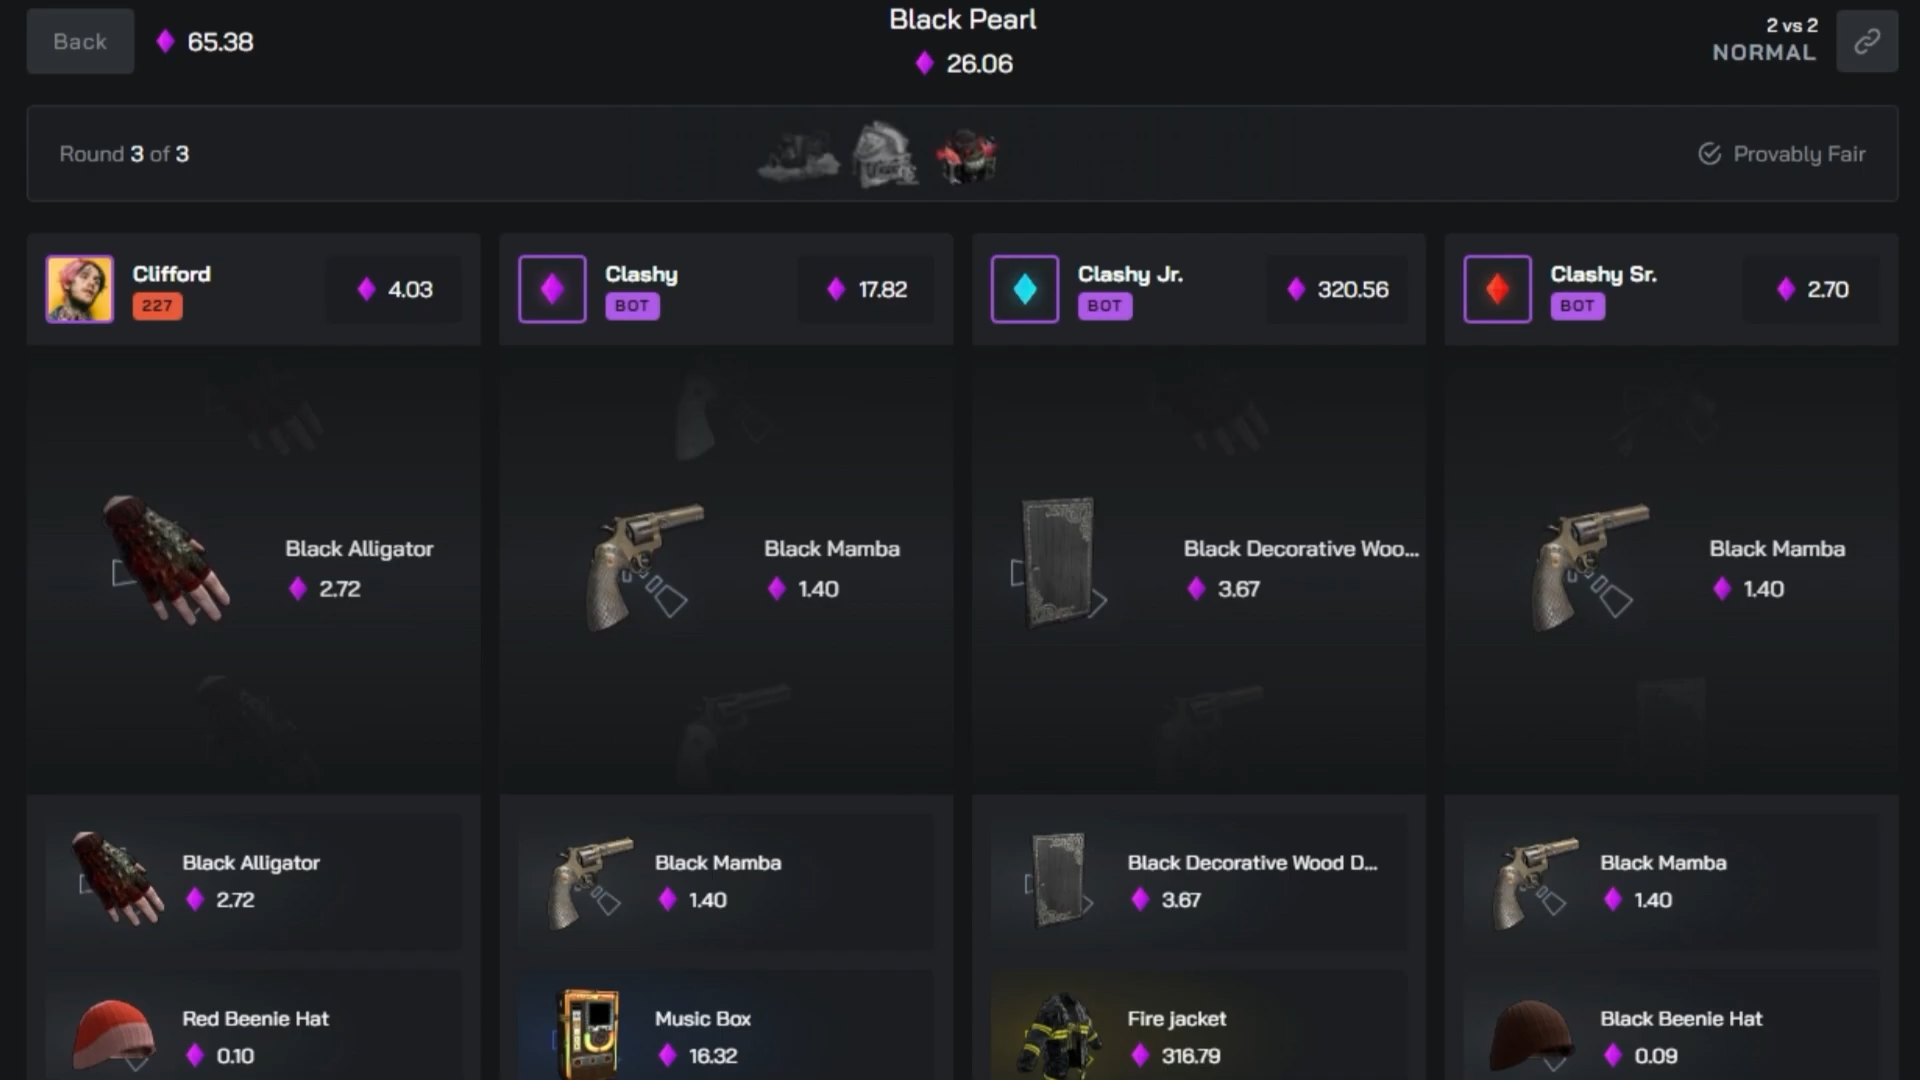 Back
65.38
Black Pearl
26.06
2 vs 2
NORMAL
Round 3 of 3
Provably Fair
Clifford
227
4.03
Clashy
BOT
17.82
Clashy Jr.
BOT
320.56
Clashy Sr.
BOT
2.70
Black Alligator
2.72
Black Mamba
1.40
Black Decorative Woo...
3.67
Black Mamba
1.40
Black Alligator
2.72
Black Mamba
1.40
Black Decorative Wood D...
3.67
Black Mamba
1.40
Red Beenie Hat
0.10
Music Box
16.32
Fire jacket
316.79
Black Beenie Hat
0.09